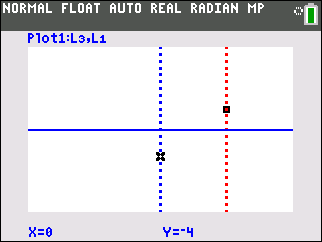 NORMAL FLOAT AUTO REAL RADIAN MP
Plot1:L₃,L₁
X=0 Y=⁻4